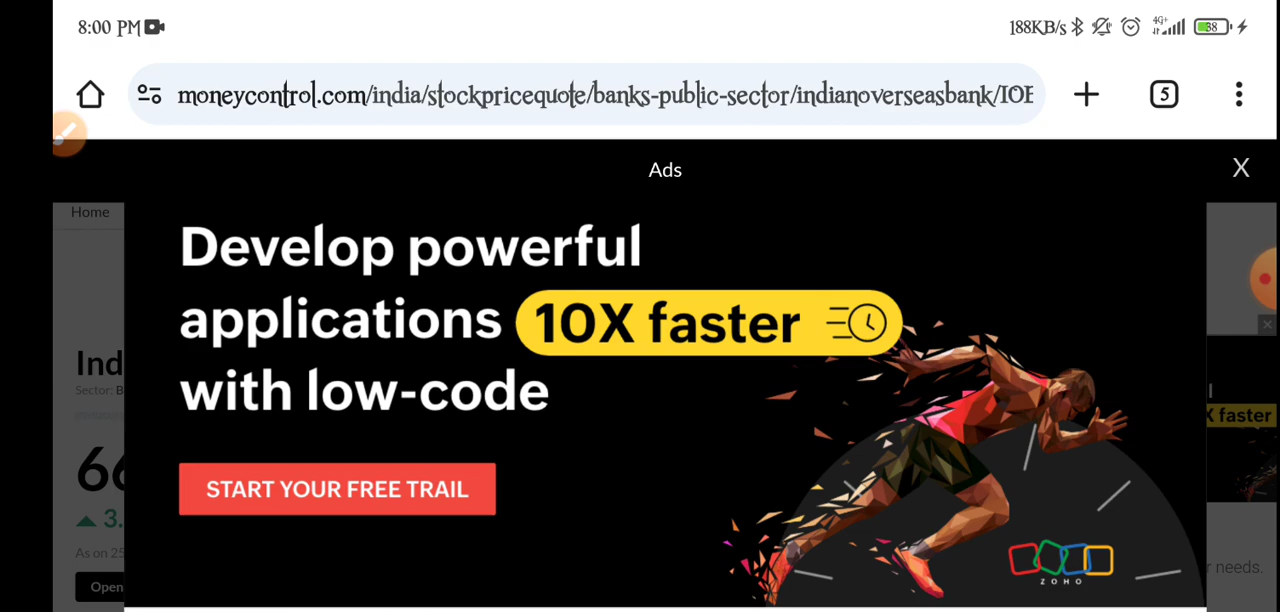 8:00 PM
188KB/s
4G+
38
moneycontrol.com/india/stockpricequote/banks-public-sector/indianoverseasbank/IOB
5
Ads
X
Home
Develop powerful
applications 10X faster
with low-code
START YOUR FREE TRAIL
ZOHO
Ind
Sector: B
66
3.
As on 25
Open
X faster
r needs.